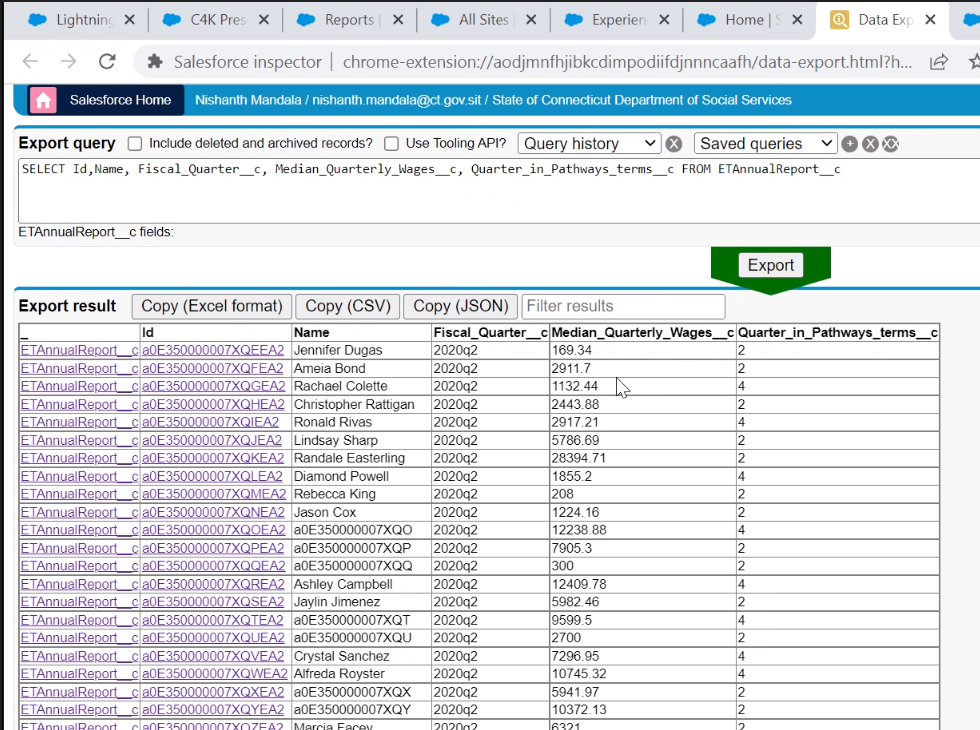 Lightning C4K Pres Reports All Sites Experien Home | S Data Exp
Salesforce inspector | chrome-extension://aodjmnfhjibkcdimpodiifdjnnncaafh/data-export.html?h...
Salesforce Home Nishanth Mandala / nishanth.mandala@ct.gov.sit / State of Connecticut Department of Social Services
Export query Include deleted and archived records? Use Tooling API? Query history Saved queries
SELECT Id,Name, Fiscal_Quarter__c, Median_Quarterly_Wages__c, Quarter_in_Pathways_terms__c FROM ETAnnualReport__c
ETAnnualReport__c fields:
Export
Export result Copy (Excel format) Copy (CSV) Copy (JSON) Filter results
_ Id Name Fiscal_Quarter__c Median_Quarterly_Wages__c Quarter_in_Pathways_terms__c
ETAnnualReport__c a0E350000007XQEEA2 Jennifer Dugas 2020q2 169.34 2
ETAnnualReport__c a0E350000007XQFEA2 Ameia Bond 2020q2 2911.7 2
ETAnnualReport__c a0E350000007XQGEA2 Rachael Colette 2020q2 1132.44 4
ETAnnualReport__c a0E350000007XQHEA2 Christopher Rattigan 2020q2 2443.88 2
ETAnnualReport__c a0E350000007XQIEA2 Ronald Rivas 2020q2 2917.21 4
ETAnnualReport__c a0E350000007XQJEA2 Lindsay Sharp 2020q2 5786.69 2
ETAnnualReport__c a0E350000007XQKEA2 Randale Easterling 2020q2 28394.71 2
ETAnnualReport__c a0E350000007XQLEA2 Diamond Powell 2020q2 1855.2 4
ETAnnualReport__c a0E350000007XQMEA2 Rebecca King 2020q2 208 2
ETAnnualReport__c a0E350000007XQNEA2 Jason Cox 2020q2 1224.16 2
ETAnnualReport__c a0E350000007XQOEA2 a0E350000007XQO 2020q2 12238.88 4
ETAnnualReport__c a0E350000007XQPEA2 a0E350000007XQP 2020q2 7905.3 2
ETAnnualReport__c a0E350000007XQQEA2 a0E350000007XQQ 2020q2 300 2
ETAnnualReport__c a0E350000007XQREA2 Ashley Campbell 2020q2 12409.78 4
ETAnnualReport__c a0E350000007XQSEA2 Jaylin Jimenez 2020q2 5982.46 2
ETAnnualReport__c a0E350000007XQTEA2 a0E350000007XQT 2020q2 9599.5 4
ETAnnualReport__c a0E350000007XQUEA2 a0E350000007XQU 2020q2 2700 2
ETAnnualReport__c a0E350000007XQVEA2 Crystal Sanchez 2020q2 7296.95 4
ETAnnualReport__c a0E350000007XQWEA2 Alfreda Royster 2020q2 10745.32 4
ETAnnualReport__c a0E350000007XQXEA2 a0E350000007XQX 2020q2 5941.97 2
ETAnnualReport__c a0E350000007XQYEA2 a0E350000007XQY 2020q2 10372.13 2
ETAnnualReport__c a0E350000007XQZEA2 Marcia Facey 2020q2 6321 2